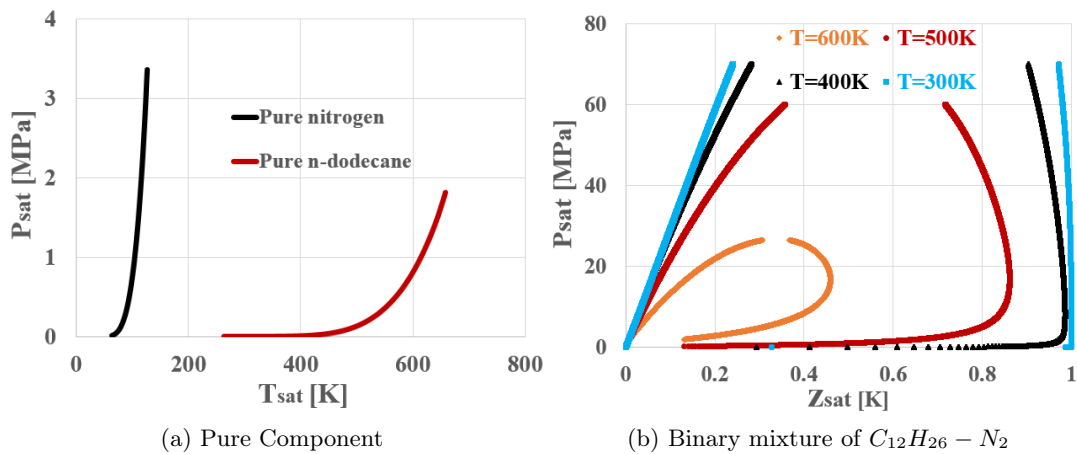 4
3
2
1
0
0
200
400
600
800
Psat [MPa]
Tsat [K]
Pure nitrogen
Pure n-dodecane
(a) Pure Component
80
60
40
20
0
0
0.2
0.4
0.6
0.8
1
Psat [MPa]
Zsat [K]
T=600K
T=500K
T=400K
T=300K
(b) Binary mixture of C₁₂H₂₆ − N₂